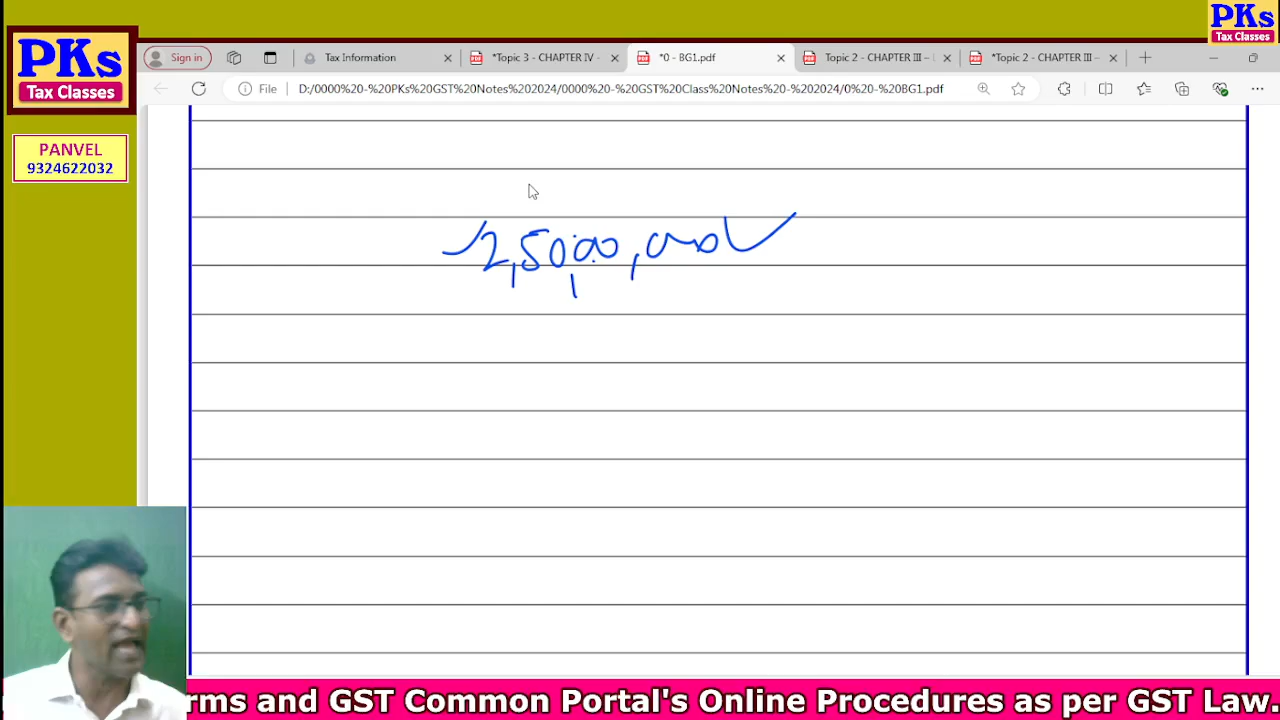 PKs
Tax Classes
PKs
Tax Classes
PANVEL
9324622032
Sign in
Tax Information
*Topic 3 - CHAPTER IV -
*0 - BG1.pdf
Topic 2 - CHAPTER III – I
*Topic 2 - CHAPTER III –
File
D:/0000%20-%20PKs%20GST%20Notes%202024/0000%20-%20GST%20Class%20Notes%20-%202024/0%20-%20BG1.pdf
2,50,00,000
rms and GST Common Portal's Online Procedures as per GST Law.